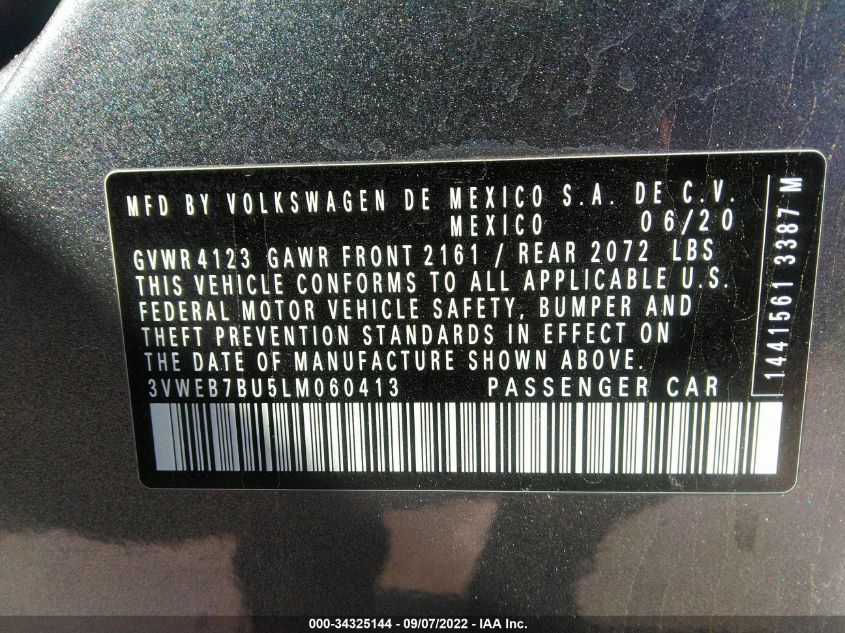 MFD BY VOLKSWAGEN DE MEXICO S.A. DE C.V.
MEXICO 06/20
GVWR 4123 GAWR FRONT 2161 / REAR 2072 LBS
THIS VEHICLE CONFORMS TO ALL APPLICABLE U.S.
FEDERAL MOTOR VEHICLE SAFETY, BUMPER AND
THEFT PREVENTION STANDARDS IN EFFECT ON
THE DATE OF MANUFACTURE SHOWN ABOVE.
3VWEB7BU5LM060413 PASSENGER CAR
1441561 3387 M
000-34325144 - 09/07/2022 - IAA Inc.